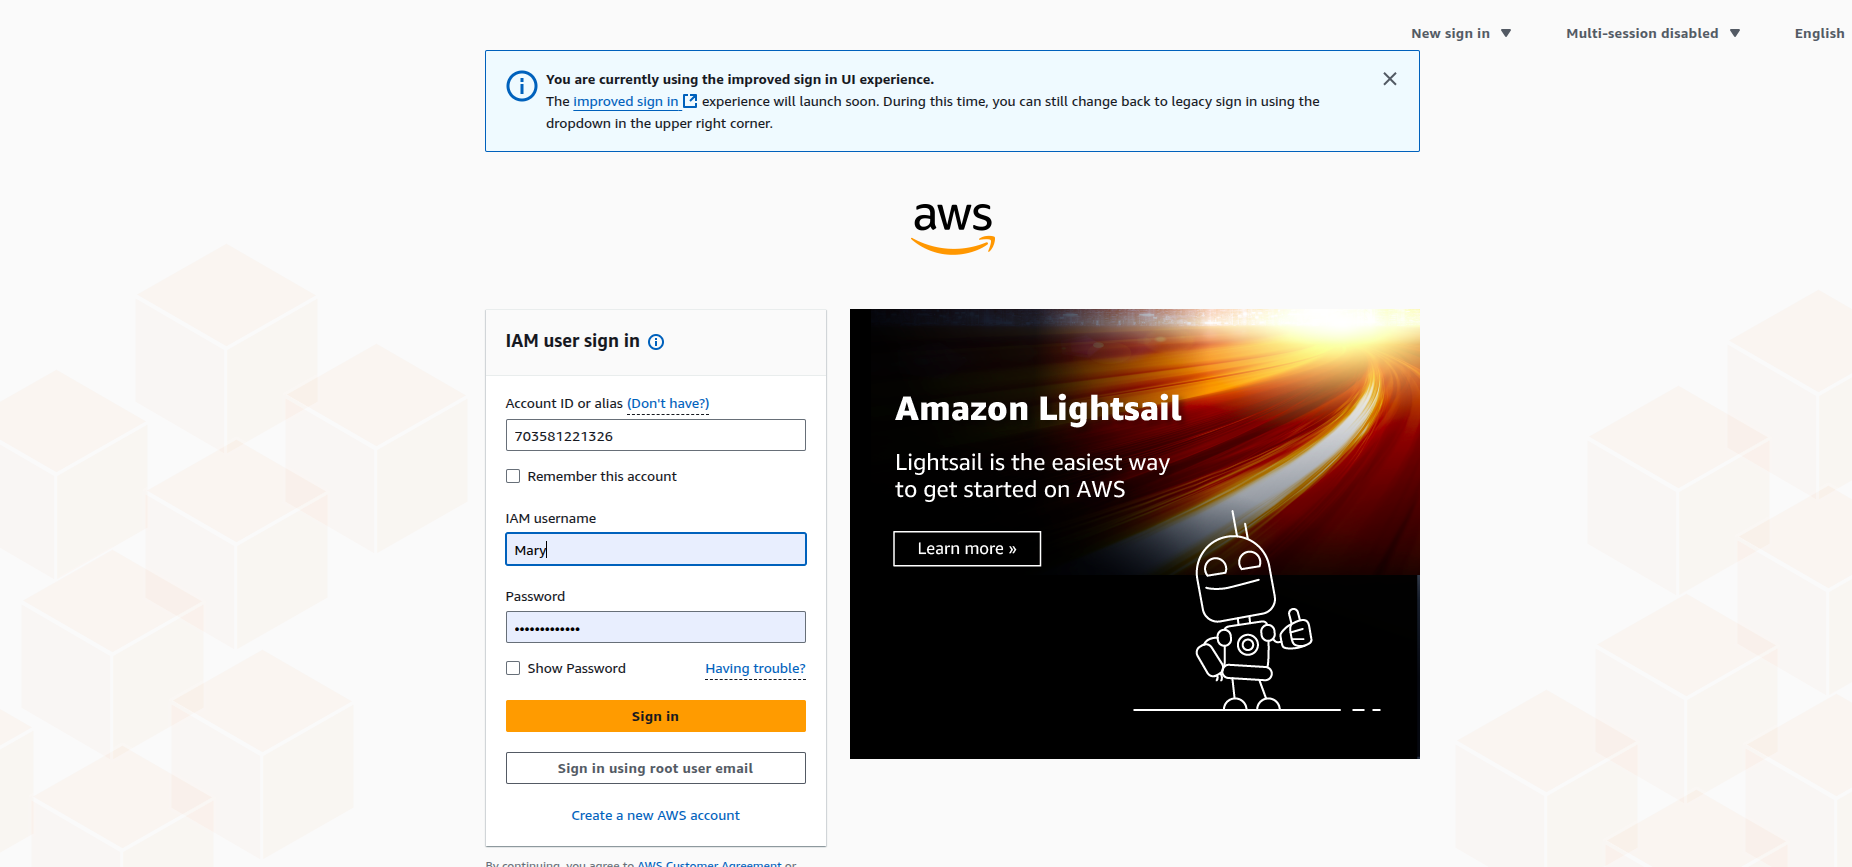 New sign in
Multi-session disabled
English
You are currently using the improved sign in UI experience.
The improved sign in experience will launch soon. During this time, you can still change back to legacy sign in using the
dropdown in the upper right corner.
aws
IAM user sign in
Account ID or alias (Don't have?)
703581221326
Remember this account
IAM username
Mary
Password
•••••••••••••
Show Password
Having trouble?
Sign in
Sign in using root user email
Create a new AWS account
By continuing, you agree to AWS Customer Agreement or
Amazon Lightsail
Lightsail is the easiest way
to get started on AWS
Learn more »